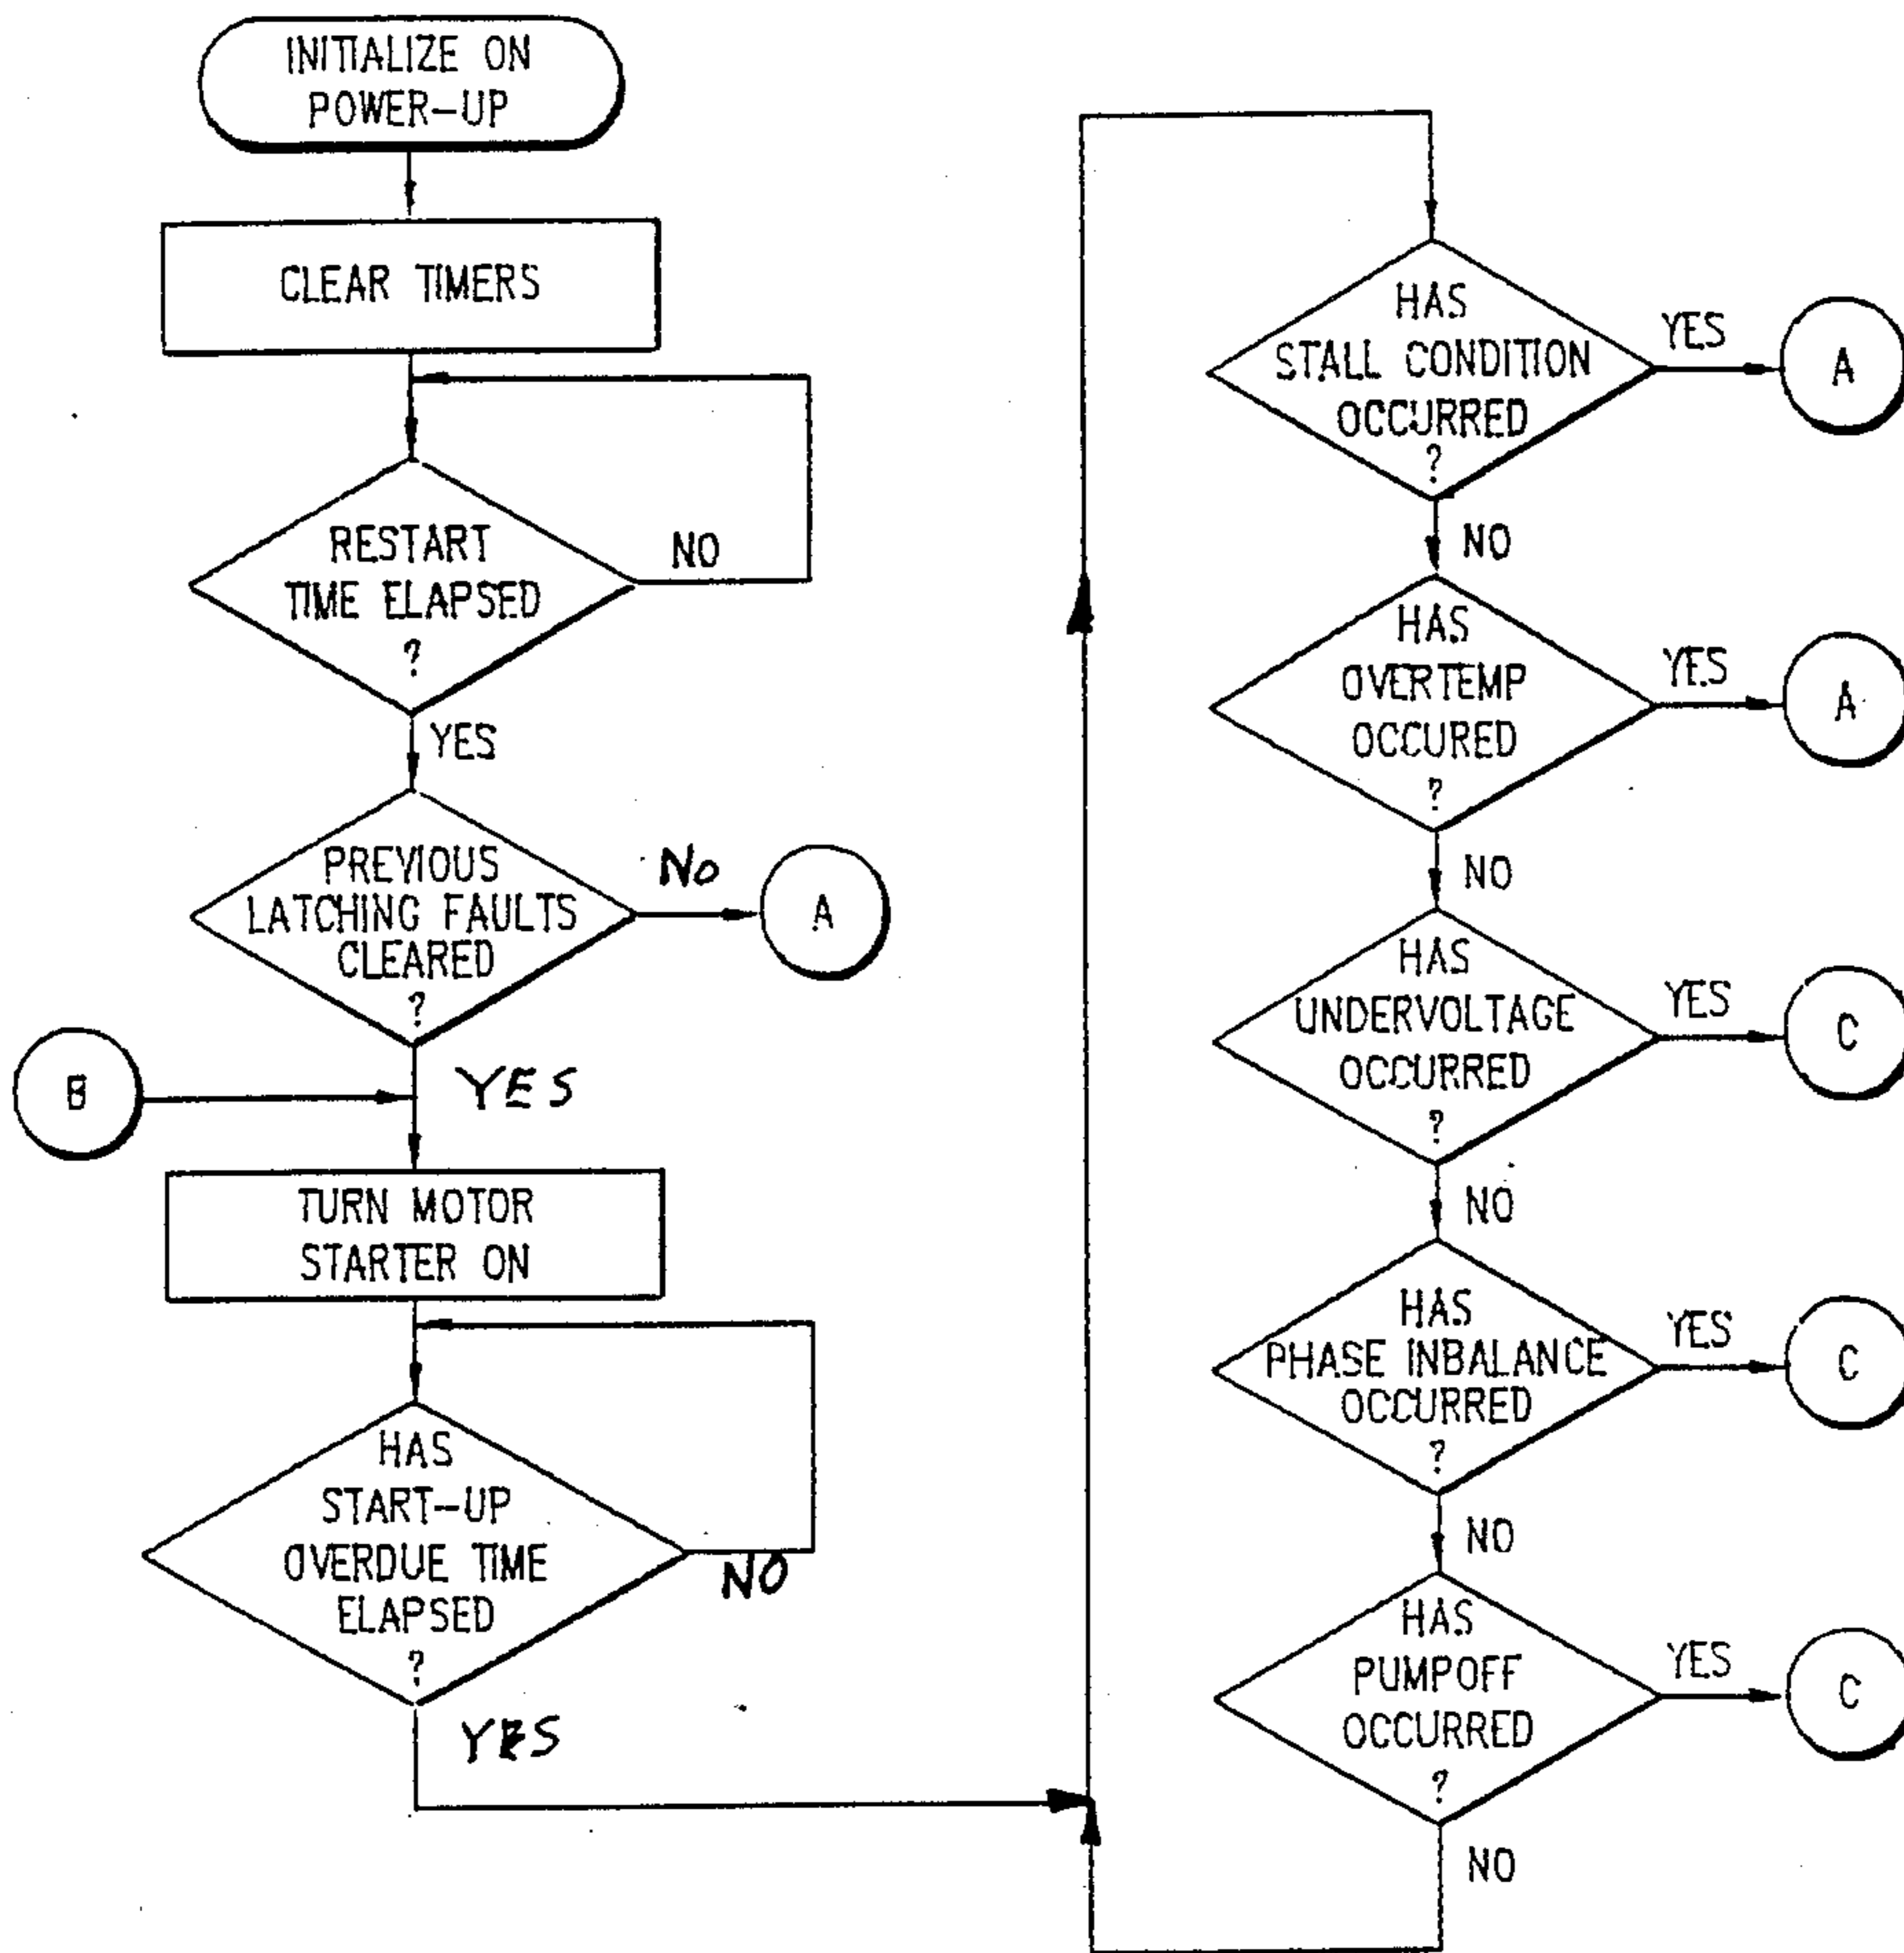 INITIALIZE ON
POWER-UP
CLEAR TIMERS
RESTART
TIME ELAPSED
?
NO
YES
PREVIOUS
LATCHING FAULTS
CLEARED
?
No
A
B
YES
TURN MOTOR
STARTER ON
HAS
START-UP
OVERDUE TIME
ELAPSED
?
NO
YES
HAS
STALL CONDITION
OCCURRED
?
YES
A
NO
HAS
OVERTEMP
OCCURED
?
YES
A
NO
HAS
UNDERVOLTAGE
OCCURRED
?
YES
C
NO
HAS
PHASE INBALANCE
OCCURRED
?
YES
C
NO
HAS
PUMPOFF
OCCURRED
?
YES
C
NO